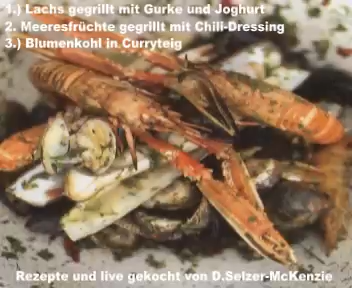 1.) Lachs gegrillt mit Gurke und Joghurt
2. Meeresfrüchte gegrillt mit Chili-Dressing
3.) Blumenkohl in Curryteig
Rezepte und live gekocht von D.Selzer-McKenzie